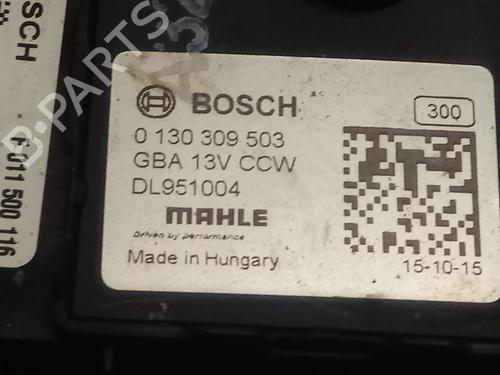 BOSCH
300
0 130 309 503
GBA 13V CCW
DL951004
MAHLE
Driven by performance
Made in Hungary
15-10-15
SCH
F 011 500 116
B-PARTS